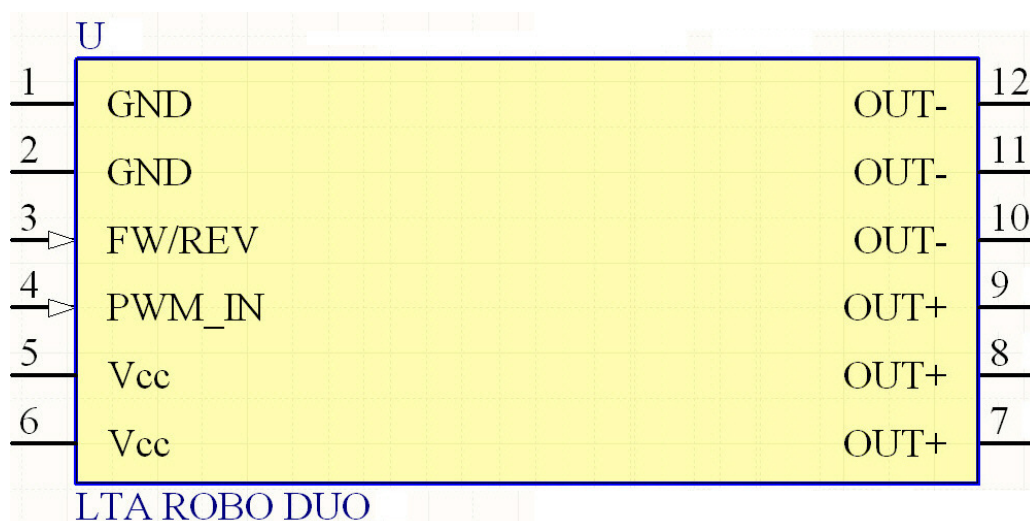 U
1 GND OUT- 12
2 GND OUT- 11
3 FW/REV OUT- 10
4 PWM_IN OUT+ 9
5 Vcc OUT+ 8
6 Vcc OUT+ 7
LTA ROBO DUO